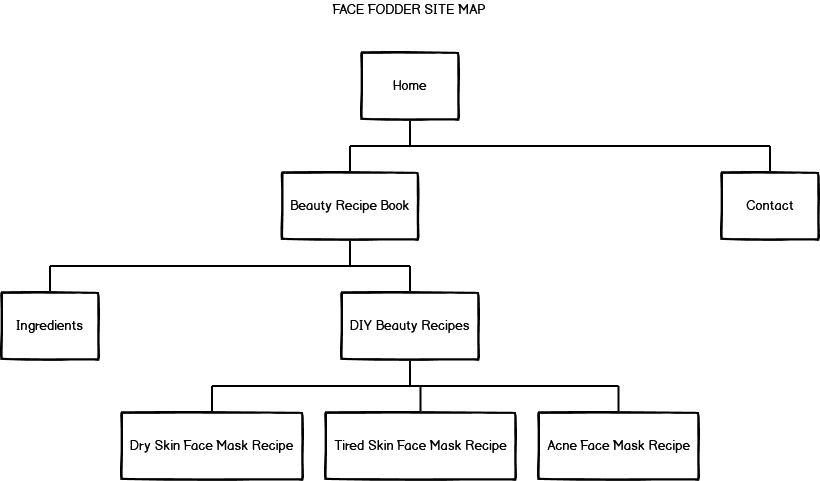 FACE FODDER SITE MAP
Home
Beauty Recipe Book
Contact
Ingredients
DIY Beauty Recipes
Dry Skin Face Mask Recipe
Tired Skin Face Mask Recipe
Acne Face Mask Recipe